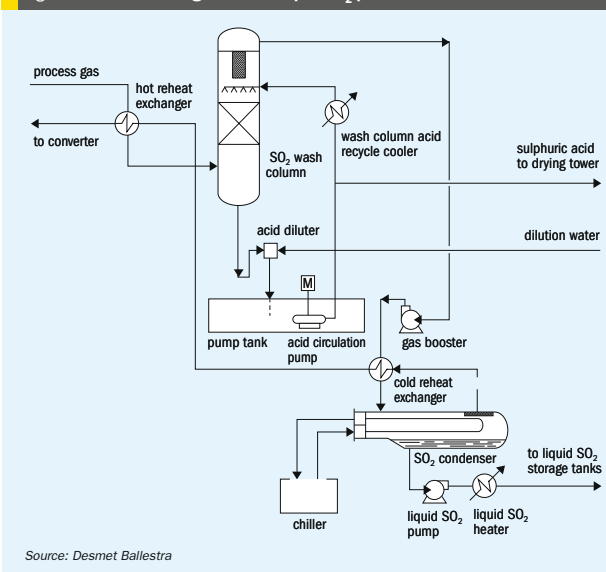 process gas
hot reheat
exchanger
to converter
wash column acid
recycle cooler
SO₂ wash
column
sulphuric acid
to drying tower
acid diluter
dilution water
M
pump tank
acid circulation
pump
gas booster
cold reheat
exchanger
SO₂ condenser
to liquid SO₂
storage tanks
chiller
liquid SO₂
pump
liquid SO₂
heater
Source: Desmet Ballestra